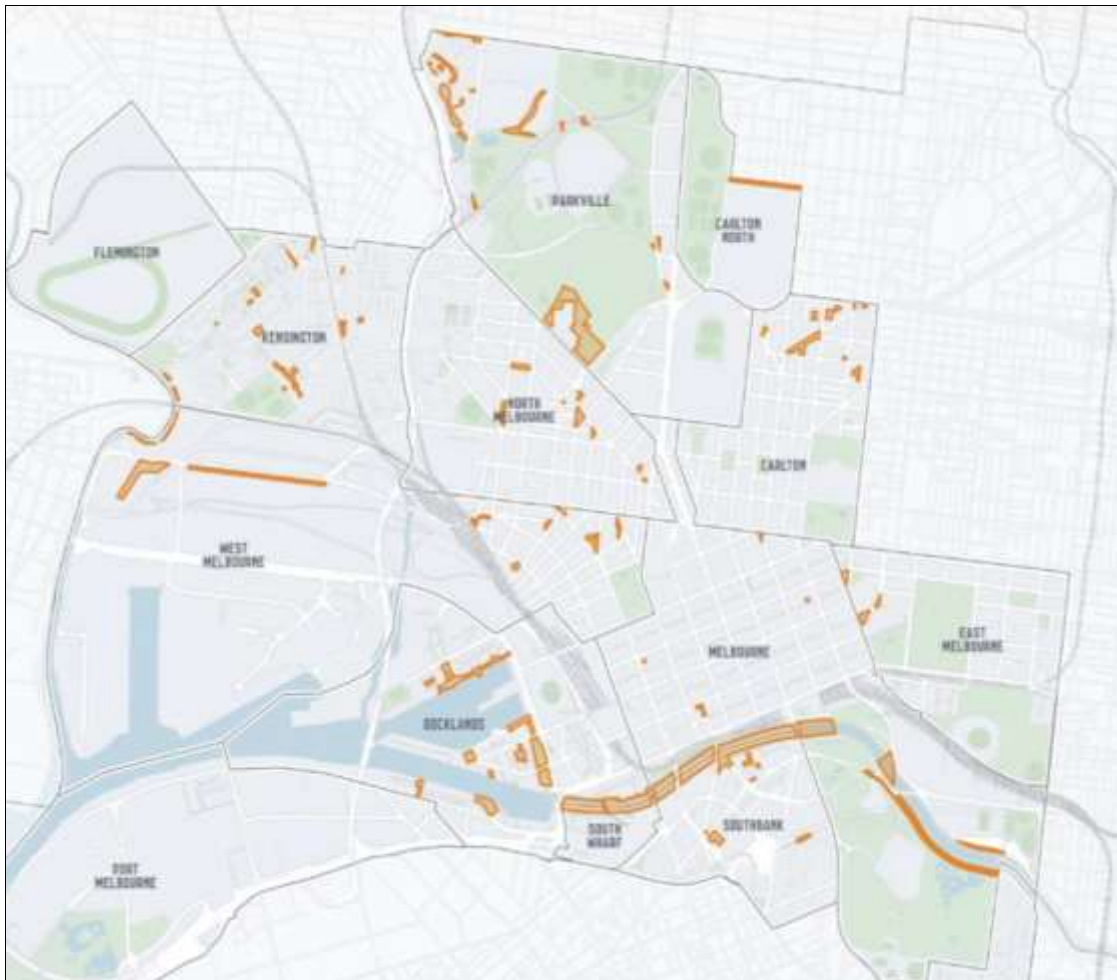 PARKVILLE
CARLTON
NORTH
FLEMINGTON
KENSINGTON
NORTH
MELBOURNE
CARLTON
WEST
MELBOURNE
EAST
MELBOURNE
MELBOURNE
DOCKLANDS
SOUTHBANK
SOUTH
WHARF
PORT
MELBOURNE